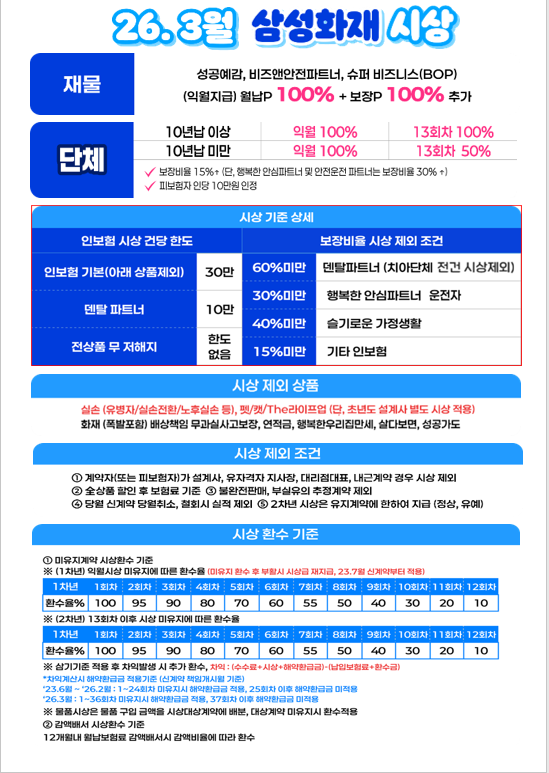 26. 3월 삼성화재 시상
재물
성공예감, 비즈앤안전파트너, 슈퍼 비즈니스(BOP)
(익월지급) 월납P 100% + 보장P 100% 추가
단체
10년납 이상 익월 100% 13회차 100%
10년납 미만 익월 100% 13회차 50%
보장비율 15%↑ (단, 행복한 안심파트너 및 안전운전 파트너는 보장비율 30% ↑)
피보험자 인당 10만원 인정
시상 기준 상세
인보험 시상 건당 한도 보장비율 시상 제외 조건
인보험 기본(아래 상품제외) 30만
덴탈 파트너 10만
전상품 무 저해지 한도 없음
60%미만 덴탈파트너 (치아단체 전건 시상제외)
30%미만 행복한 안심파트너 운전자
40%미만 슬기로운 가정생활
15%미만 기타 인보험
시상 제외 상품
실손 (유병자/실손전환/노후실손 등), 펫/캣/The라이프업 (단, 초년도 설계사 별도 시상 적용)
화재 (폭발포함) 배상책임 무과실사고보장, 연적금, 행복한우리집만세, 살다보면, 성공가도
시상 제외 조건
① 계약자(또는 피보험자)가 설계사, 유자격자 지사장, 대리점대표, 내근계약 경우 시상 제외
② 全상품 할인 후 보험료 기준 ③ 불완전판매, 부실유의 추정계약 제외
④ 당월 신계약 당월취소, 철회시 실적 제외 ⑤ 2차년 시상은 유지계약에 한하여 지급 (정상, 유예)
시상 환수 기준
① 미유지계약 시상환수 기준
※ (1차년) 익월시상 미유지에 따른 환수율 (미유지 환수 후 부활시 시상금 재지급, 23.7월 신계약부터 적용)
1차년 1회차 2회차 3회차 4회차 5회차 6회차 7회차 8회차 9회차 10회차 11회차 12회차
환수율% 100 95 90 80 70 60 55 50 40 30 20 10
※ (2차년) 13회차 이후 시상 미유지에 따른 환수율
1차년 1회차 2회차 3회차 4회차 5회차 6회차 7회차 8회차 9회차 10회차 11회차 12회차
환수율% 100 95 90 80 70 60 55 50 40 30 20 10
※ 상기기준 적용 후 차익발생 시 추가 환수, 차익 : (수수료+시상+해약환급금)-(납입보험료+환수금)
*차익계산시 해약환급금 적용기준 (신계약 책임개시월 기준)
'23.6월 ~ '26.2월 : 1~24회차 미유지시 해약환급금 적용, 25회차 이후 해약환급금 미적용
'26.3월 : 1~36회차 미유지시 해약환급금 적용, 37회차 이후 해약환급금 미적용
※ 물품시상은 물품 구입 금액을 시상대상계약에 배분, 대상계약 미유지시 환수적용
② 감액배서 시상환수 기준
12개월내 월납보험료 감액배서시 감액비율에 따라 환수